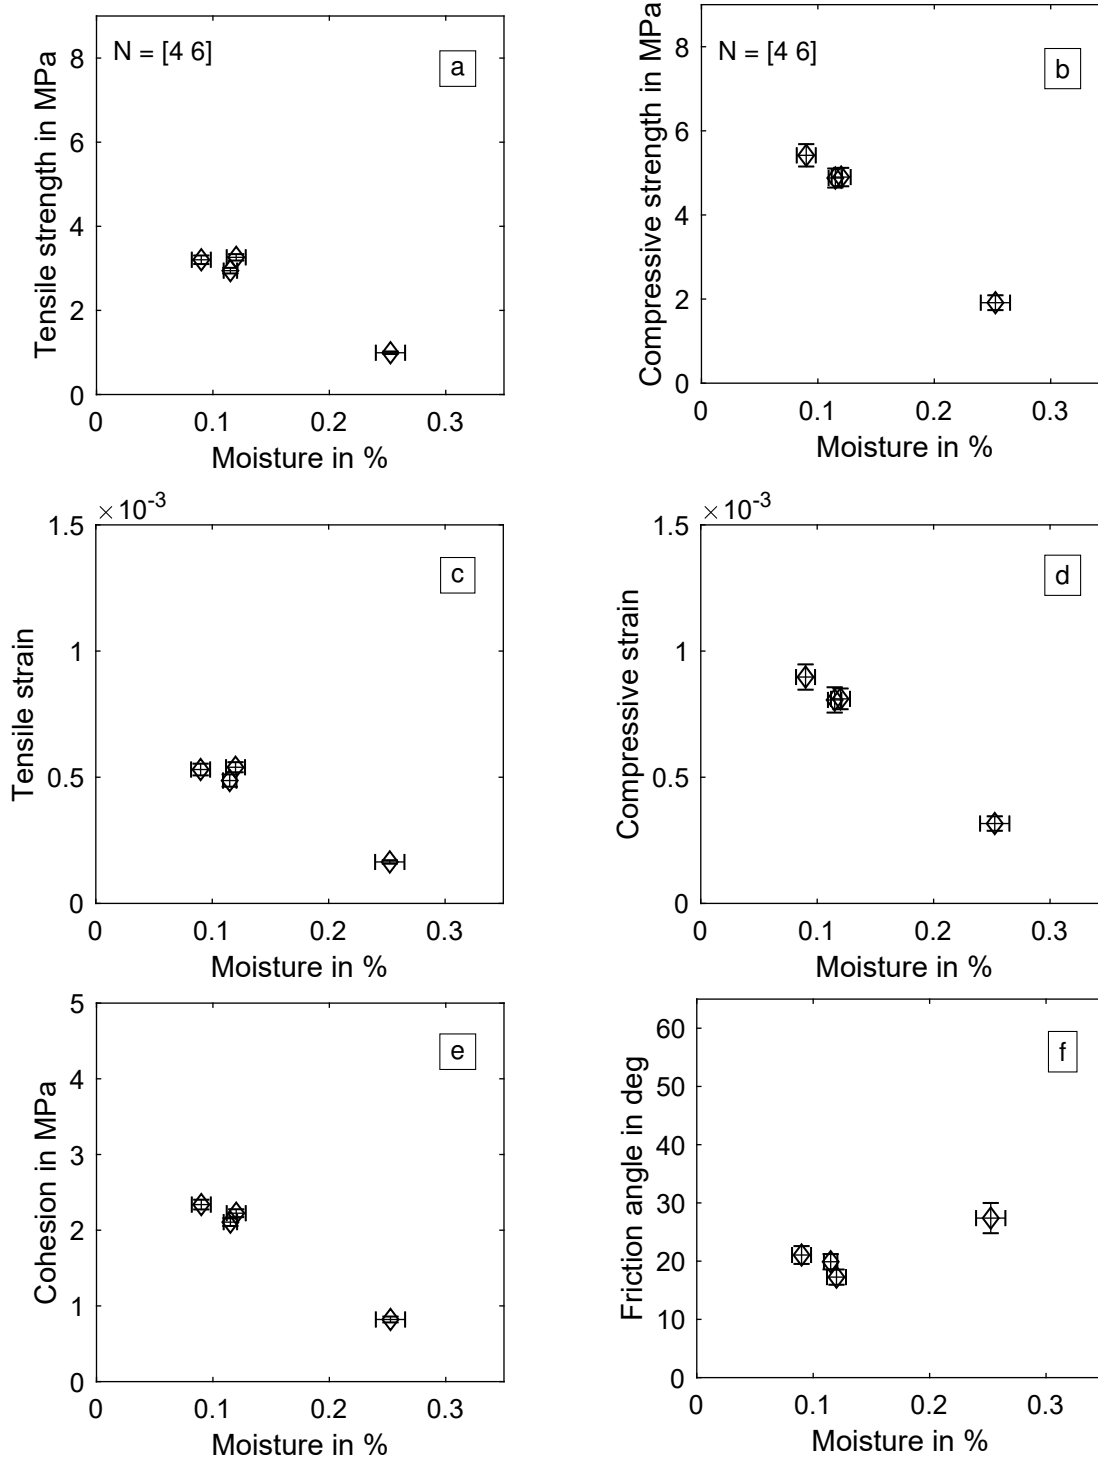 N = [4 6]
a
Tensile strength in MPa
8
6
4
2
0
0
0.1
0.2
0.3
Moisture in %
N = [4 6]
b
Compressive strength in MPa
8
6
4
2
0
0
0.1
0.2
0.3
Moisture in %
×10-3
c
Tensile strain
1.5
1
0.5
0
0
0.1
0.2
0.3
Moisture in %
×10-3
d
Compressive strain
1.5
1
0.5
0
0
0.1
0.2
0.3
Moisture in %
e
Cohesion in MPa
5
4
3
2
1
0
0
0.1
0.2
0.3
Moisture in %
f
Friction angle in deg
60
50
40
30
20
10
0
0
0.1
0.2
0.3
Moisture in %